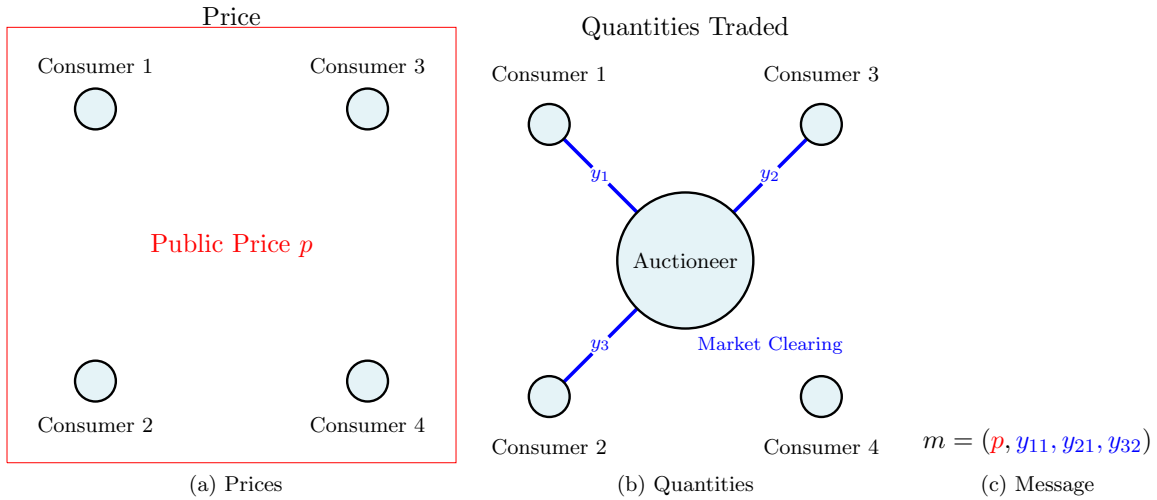 Price
Consumer 1
Consumer 3
Public Price p
Consumer 2
Consumer 4
(a) Prices
Quantities Traded
Consumer 1
Consumer 3
y₁
y₂
Auctioneer
y₃
Market Clearing
Consumer 2
Consumer 4
(b) Quantities
m = (p, y₁₁, y₂₁, y₃₂)
(c) Message